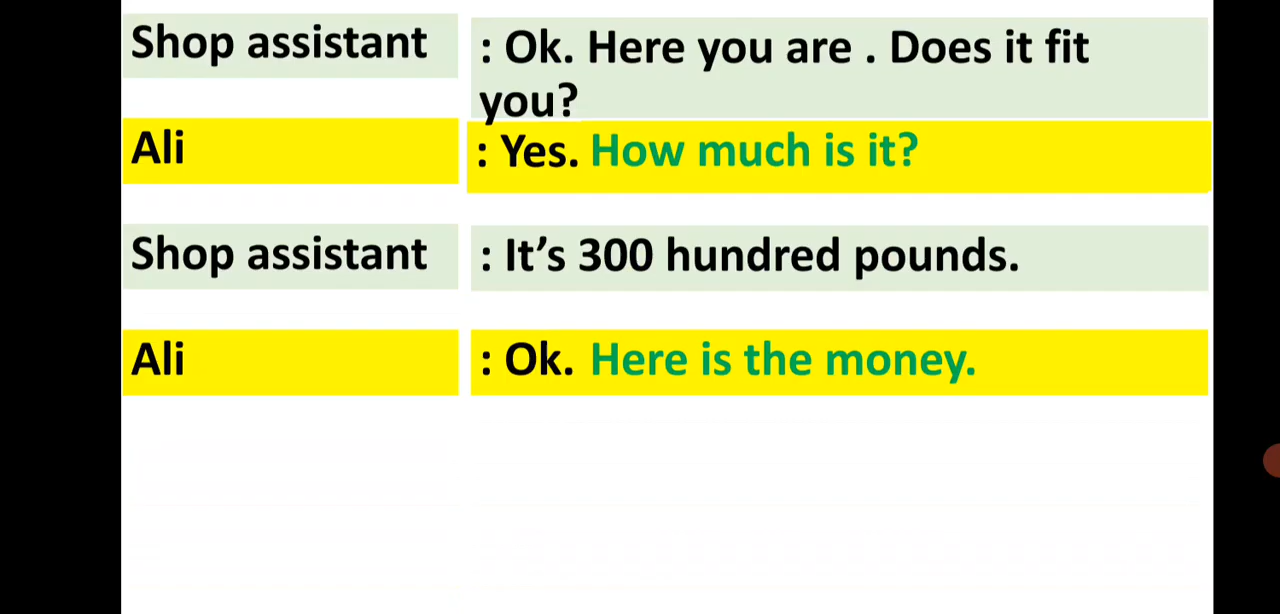 Shop assistant : Ok. Here you are . Does it fit
you?
Ali : Yes. How much is it?
Shop assistant : It’s 300 hundred pounds.
Ali : Ok. Here is the money.